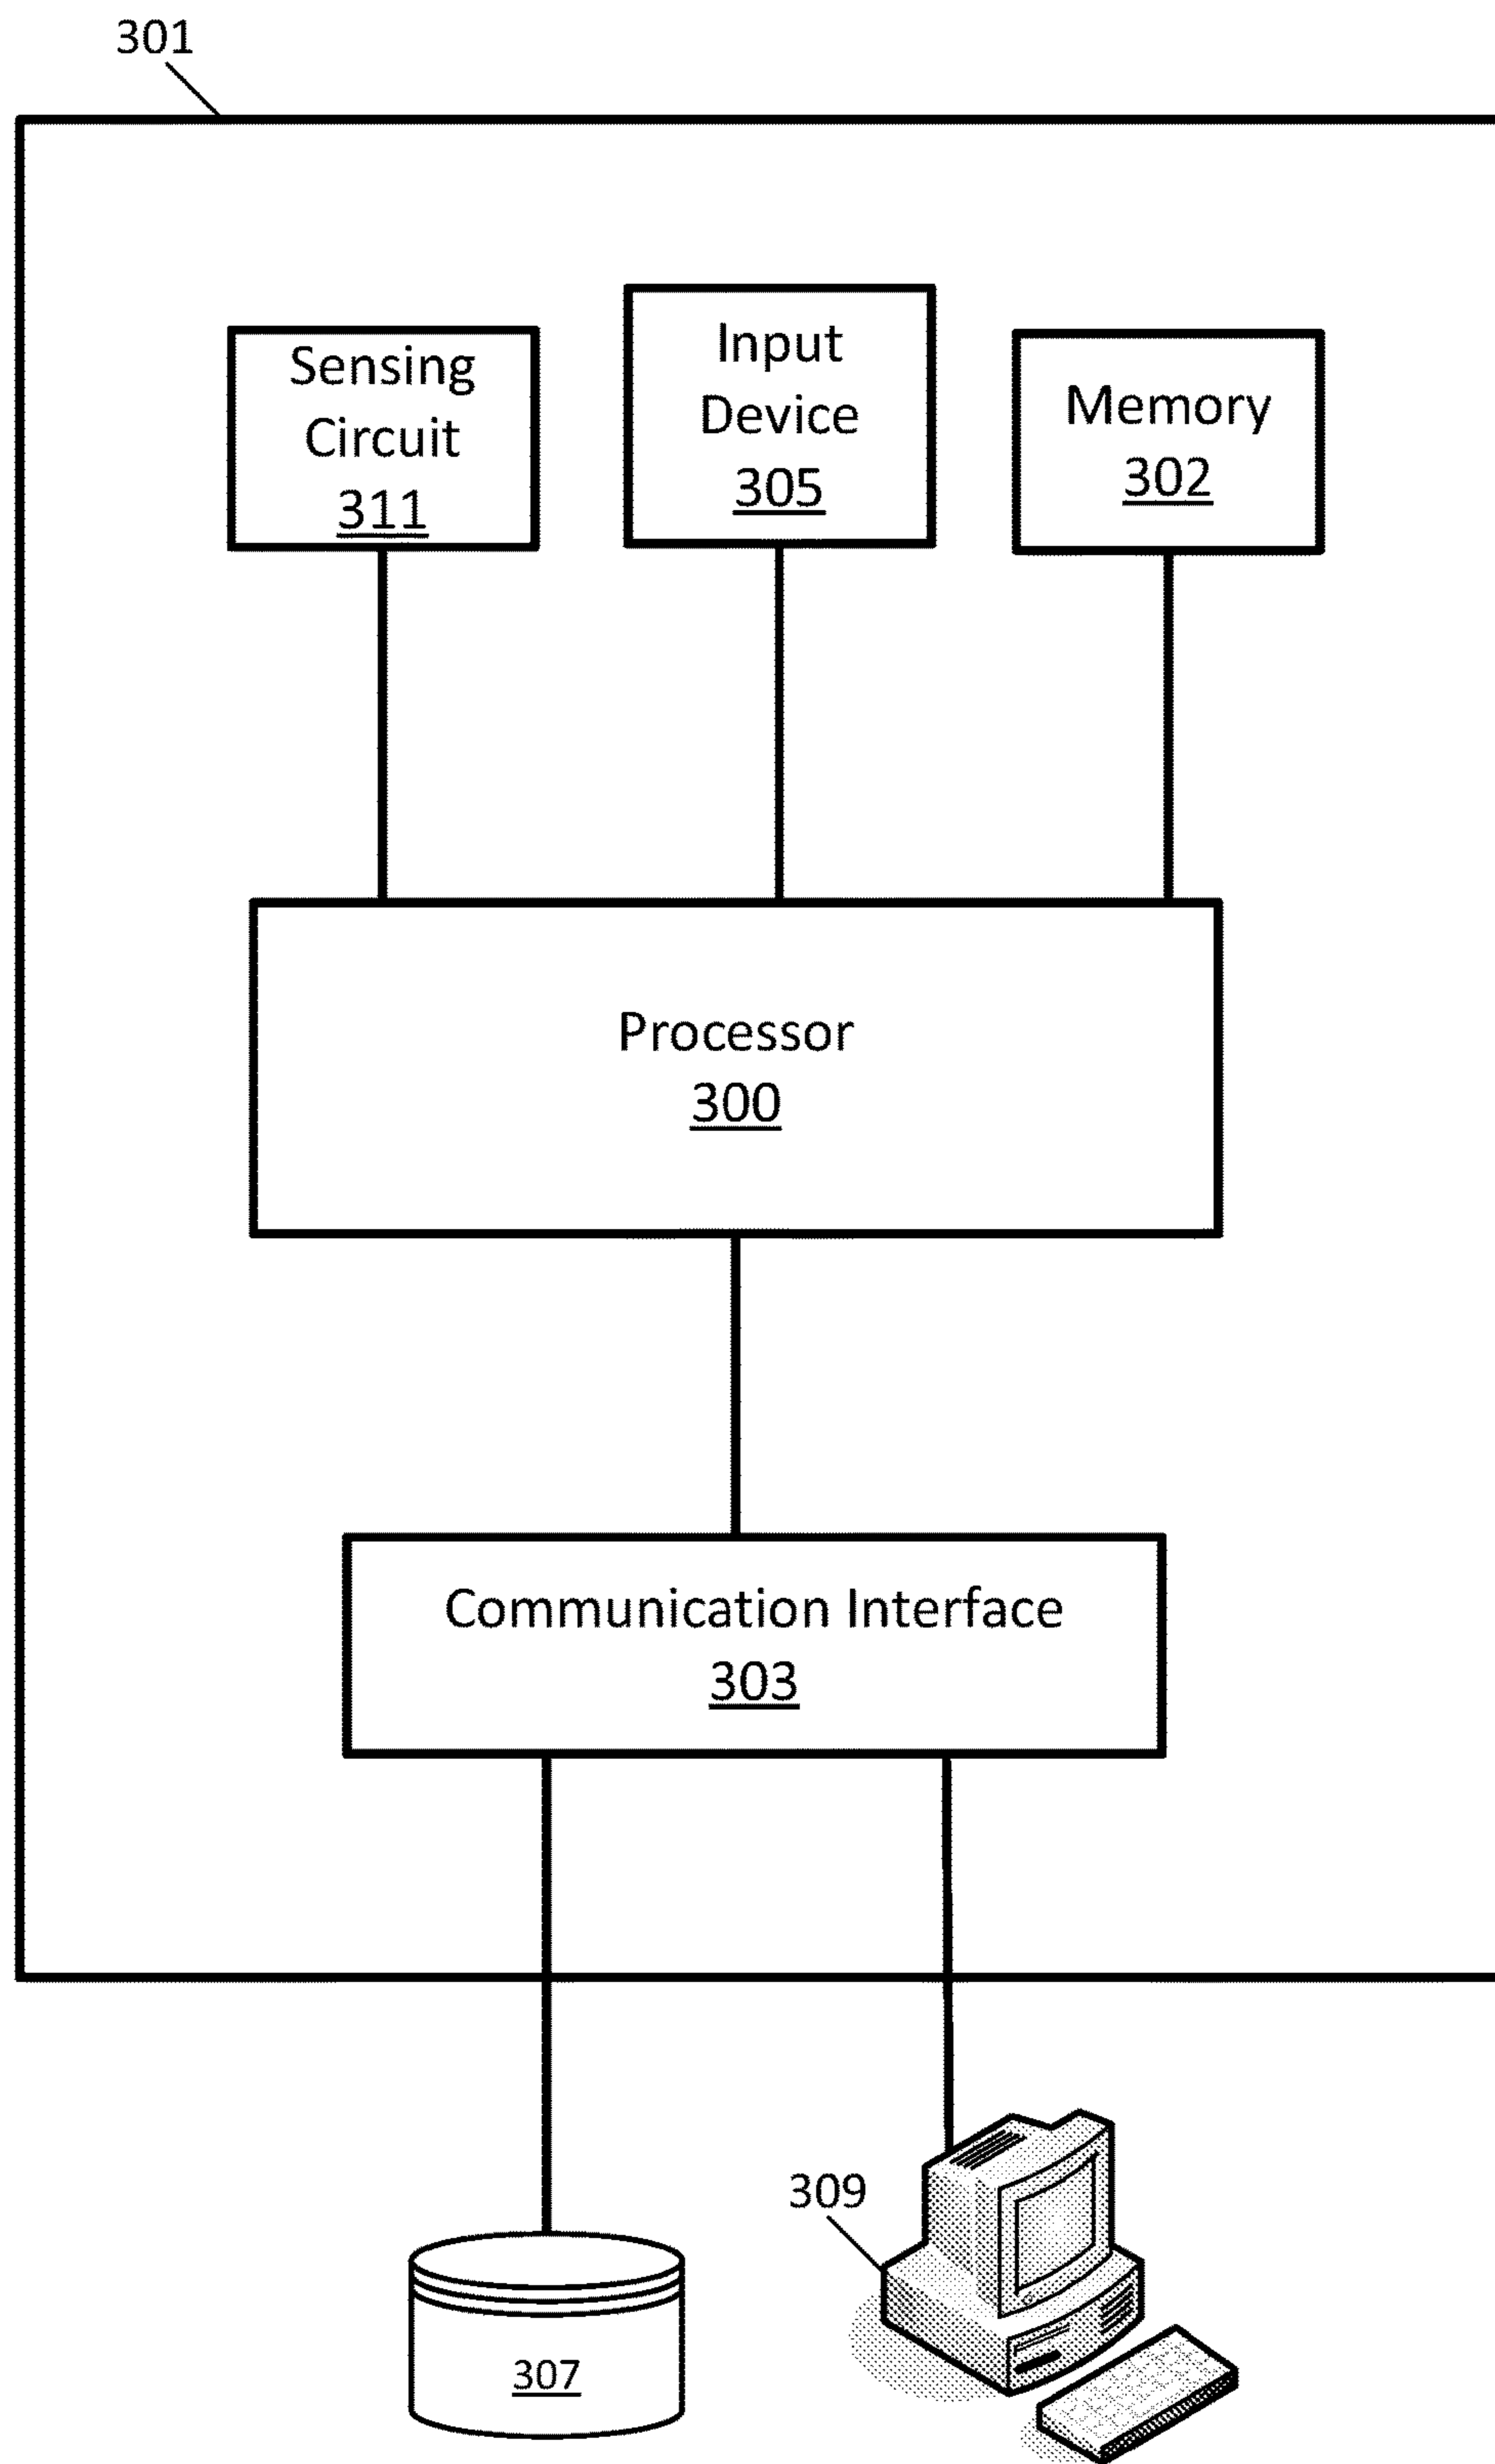 301
Sensing
Circuit
311
Input
Device
305
Memory
302
Processor
300
Communication Interface
303
309
307